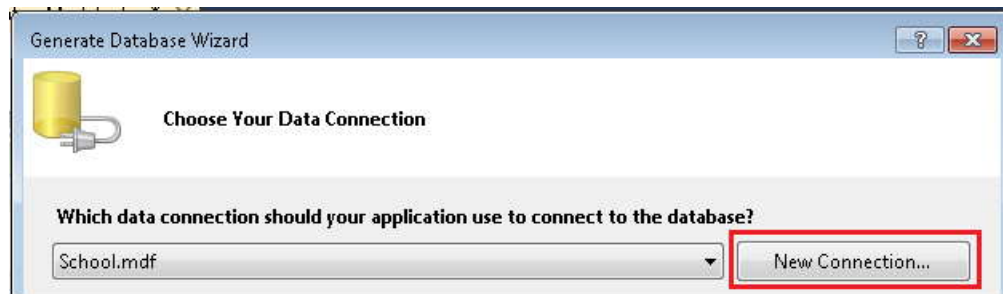 Generate Database Wizard
?
Choose Your Data Connection
Which data connection should your application use to connect to the database?
School.mdf
New Connection...